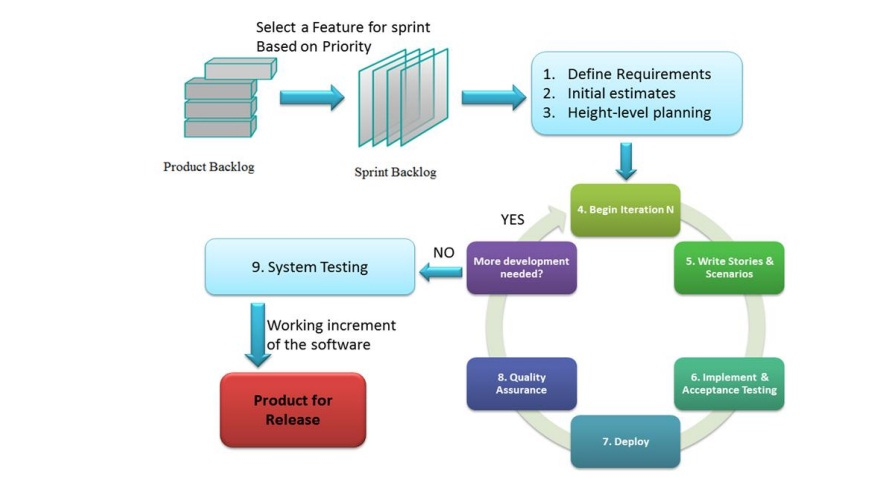 Select a Feature for sprint
Based on Priority
Product Backlog
Sprint Backlog
1. Define Requirements
2. Initial estimates
3. Height-level planning
4. Begin Iteration N
5. Write Stories &
Scenarios
6. Implement &
Acceptance Testing
7. Deploy
8. Quality
Assurance
More development
needed?
YES
NO
9. System Testing
Working increment
of the software
Product for
Release